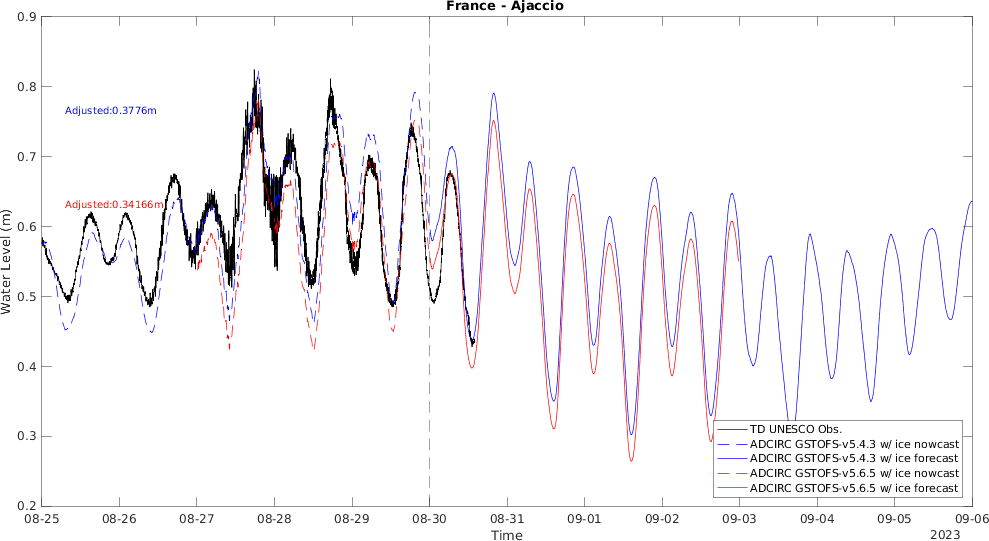 France - Ajaccio
0.9
0.8
0.7
0.6
0.5
0.4
0.3
0.2
Water Level (m)
Adjusted:0.3776m
Adjusted:0.34166m
TD UNESCO Obs.
ADCIRC GSTOFS-v5.4.3 w/ ice nowcast
ADCIRC GSTOFS-v5.4.3 w/ ice forecast
ADCIRC GSTOFS-v5.6.5 w/ ice nowcast
ADCIRC GSTOFS-v5.6.5 w/ ice forecast
08-25 08-26 08-27 08-28 08-29 08-30 08-31 09-01 09-02 09-03 09-04 09-05 09-06
Time
2023